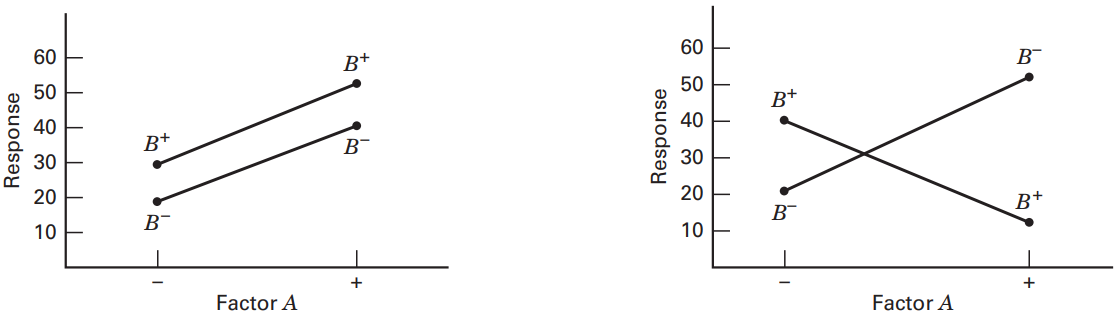 Response
60
50
40
30
20
10
B⁺
B⁻
B⁺
B⁻
−
+
Factor A
Response
60
50
40
30
20
10
B⁺
B⁻
B⁻
B⁺
−
+
Factor A